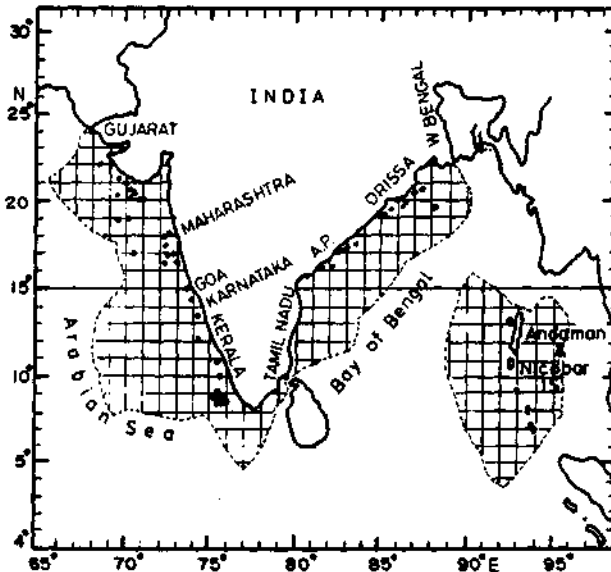 30°
N
25°
20°
15°
10°
5°
4°
INDIA
GUJARAT
MAHARASHTRA
GOA
KARNATAKA
KERALA
TAMIL NADU
A.P.
ORISSA
W BENGAL
Arabian Sea
Bay of Bengal
Andaman
Nicobar
65°
70°
75°
80°
85°
90°E
95°